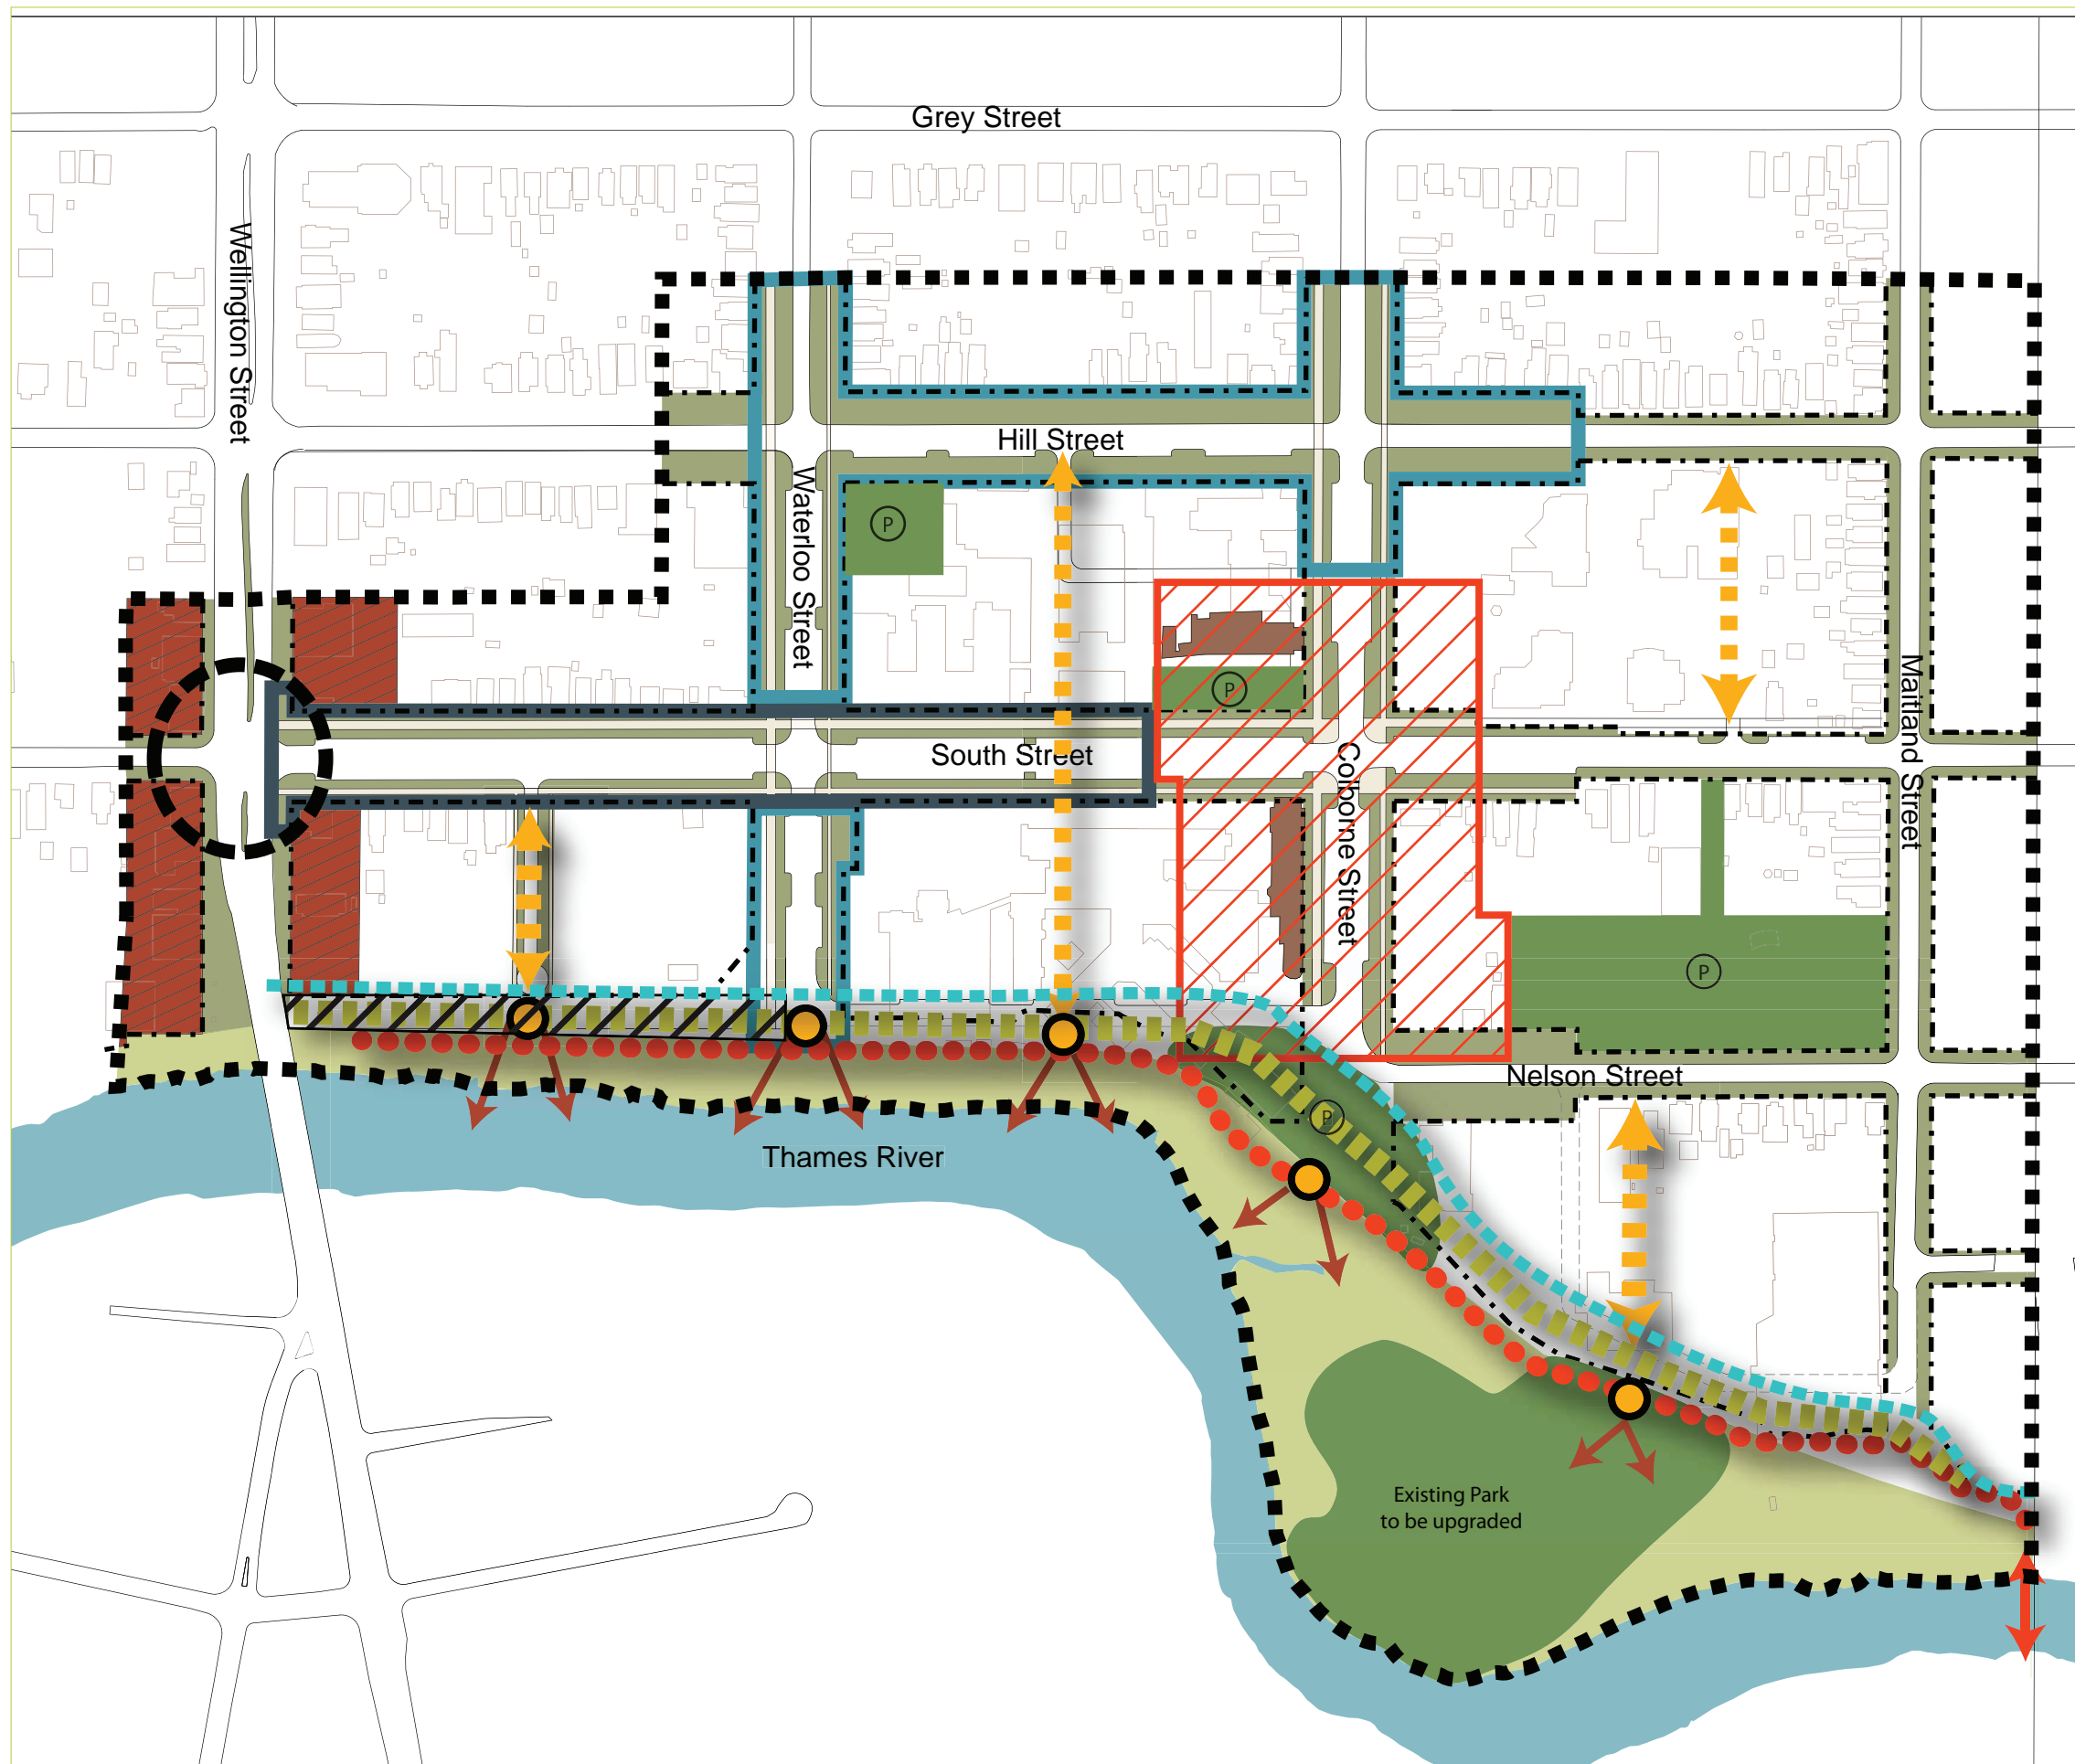 Grey Street
Wellington Street
Hill Street
Waterloo Street
P
P
South Street
Colborne Street
Maitland Street
P
Nelson Street
P
Thames River
Existing Park
to be upgraded